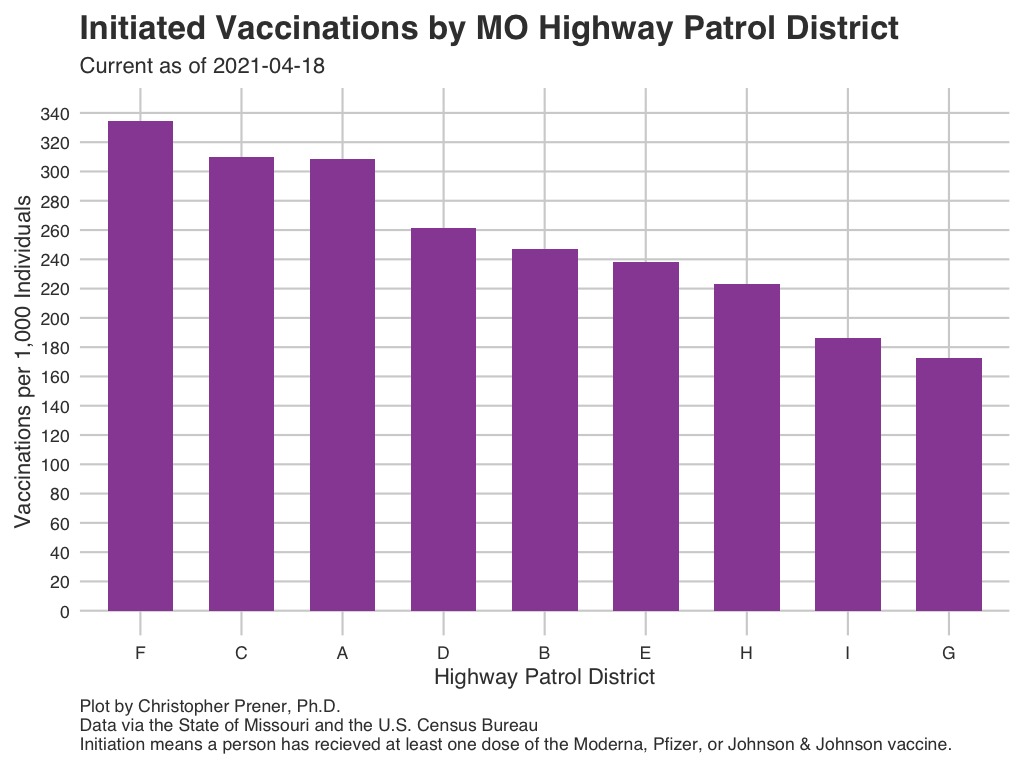 Initiated Vaccinations by MO Highway Patrol District
Current as of 2021-04-18
Vaccinations per 1,000 Individuals
340
320
300
280
260
240
220
200
180
160
140
120
100
80
60
40
20
0
F C A D B E H I G
Highway Patrol District
Plot by Christopher Prener, Ph.D.
Data via the State of Missouri and the U.S. Census Bureau
Initiation means a person has recieved at least one dose of the Moderna, Pfizer, or Johnson & Johnson vaccine.